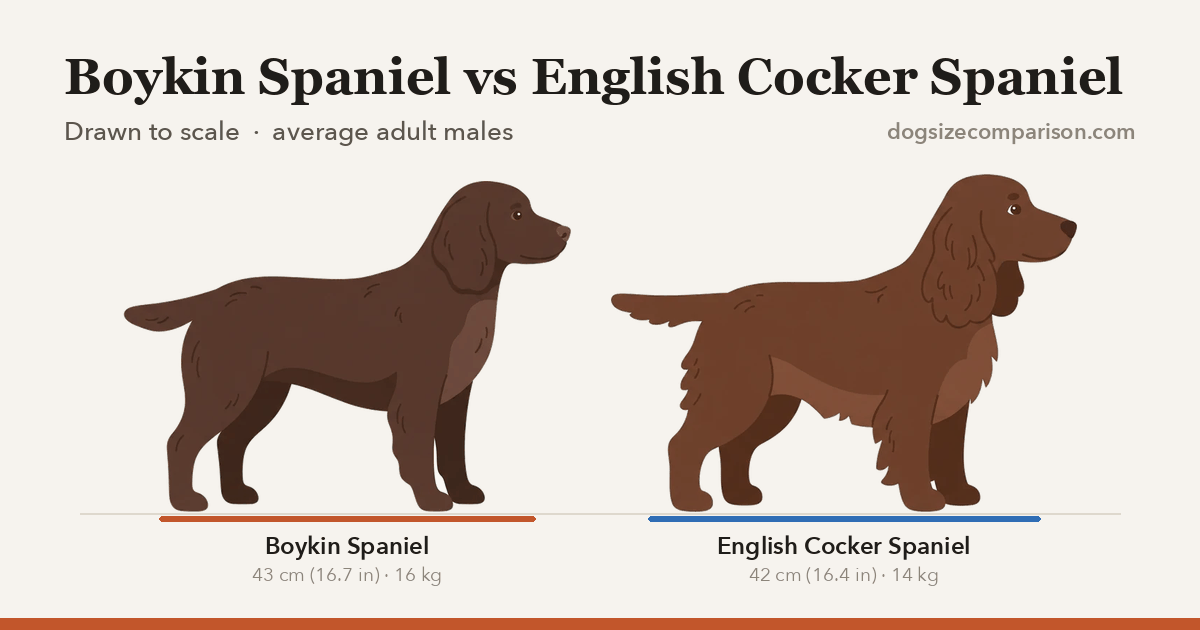 Boykin Spaniel vs English Cocker Spaniel
Drawn to scale · average adult males
dogsizecomparison.com
Boykin Spaniel
43 cm (16.7 in) · 16 kg
English Cocker Spaniel
42 cm (16.4 in) · 14 kg